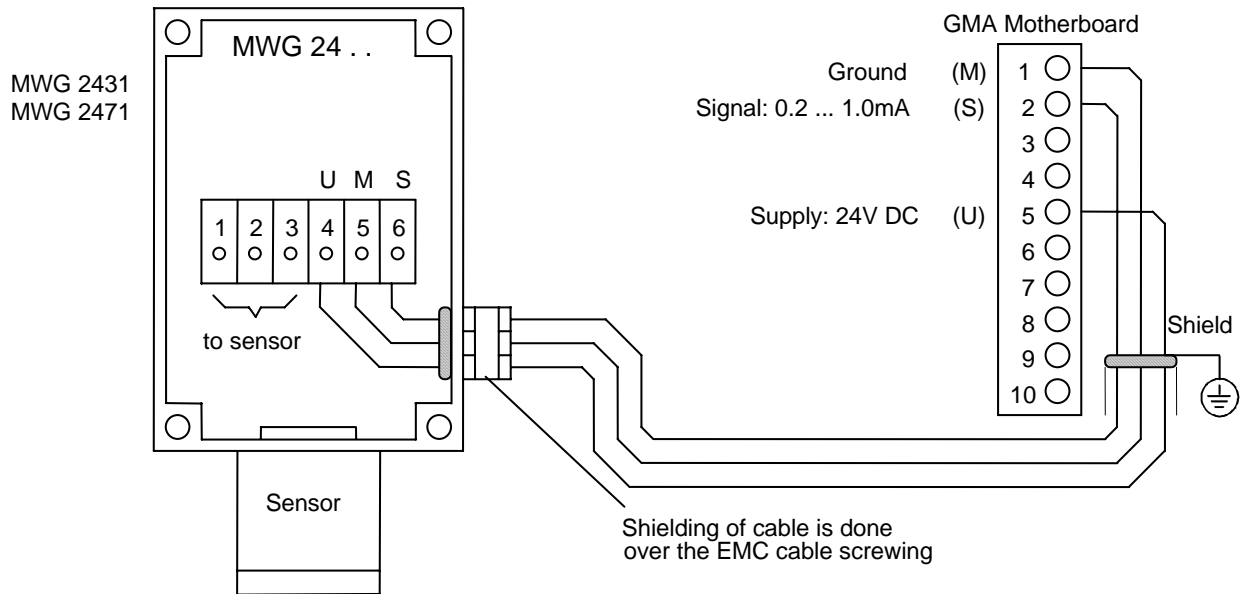 MWG 2431
MWG 2471
MWG 24 . .
U M S
1 2 3 4 5 6
to sensor
Sensor
GMA Motherboard
Ground (M) 1
Signal: 0.2 ... 1.0mA (S) 2
3
4
Supply: 24V DC (U) 5
6
7
8
9
10
Shield
Shielding of cable is done
over the EMC cable screwing